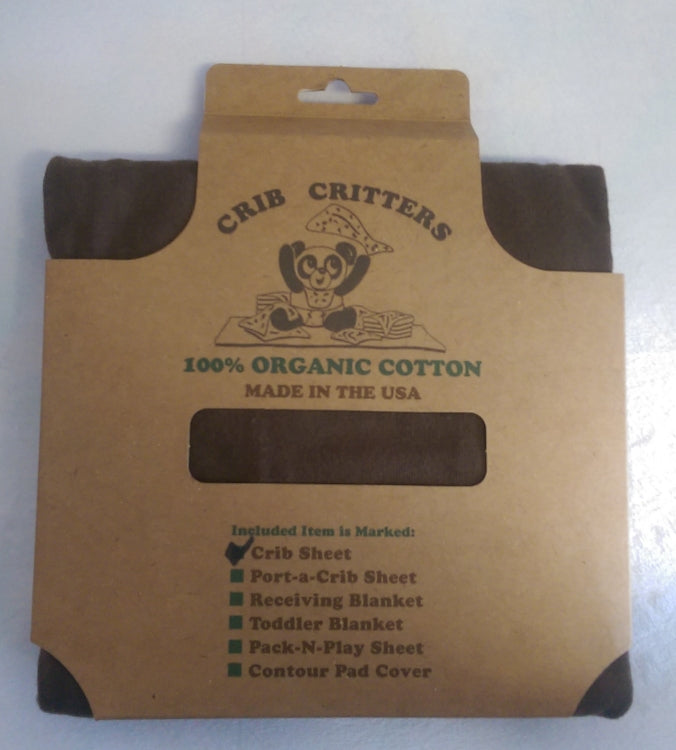 CRIB CRITTERS
100% ORGANIC COTTON
MADE IN THE USA
Included Item is Marked:
Crib Sheet
Port-a-Crib Sheet
Receiving Blanket
Toddler Blanket
Pack-N-Play Sheet
Contour Pad Cover